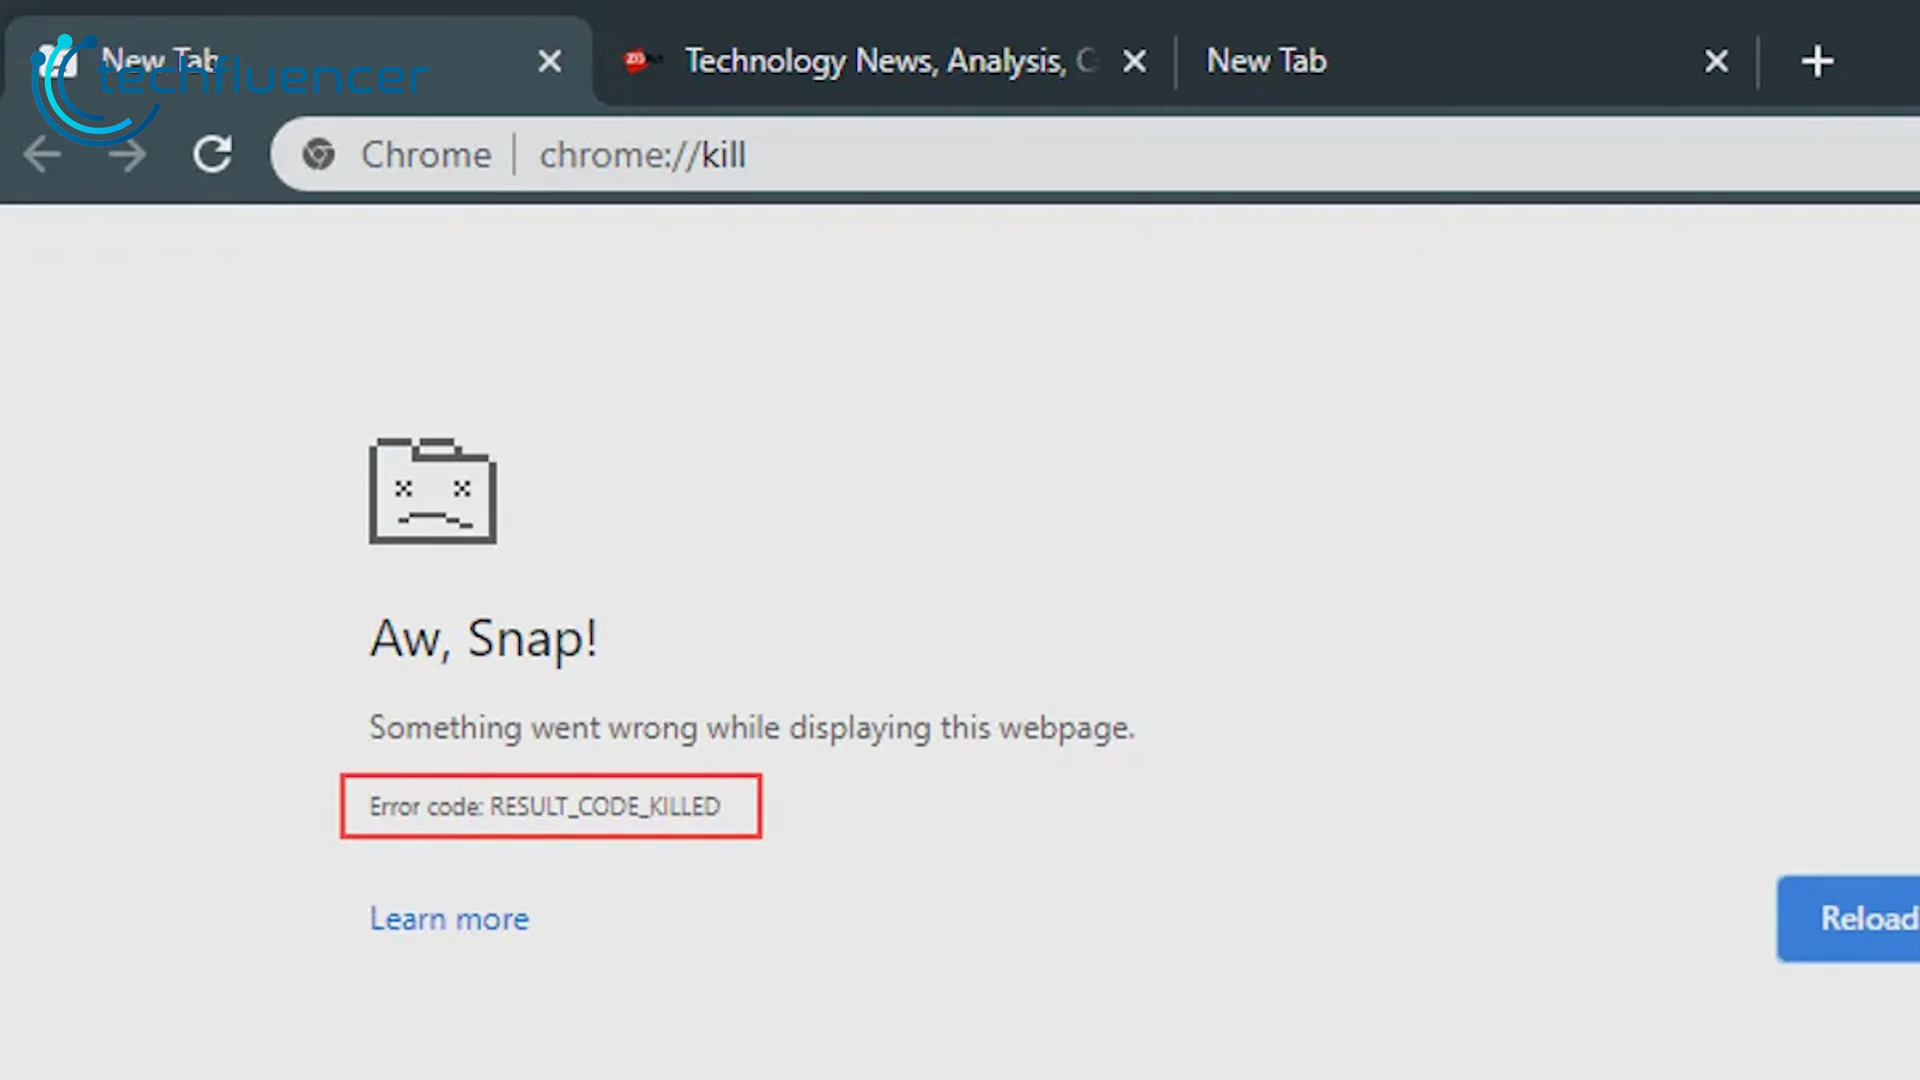 New Tab
techfluencer
Technology News, Analysis, C
New Tab
Chrome
chrome://kill
Aw, Snap!
Something went wrong while displaying this webpage.
Error code: RESULT_CODE_KILLED
Learn more
Reload